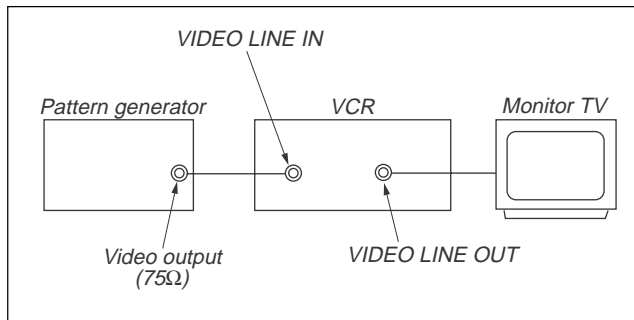 VIDEO LINE IN
Pattern generator
VCR
Monitor TV
Video output
(75Ω)
VIDEO LINE OUT